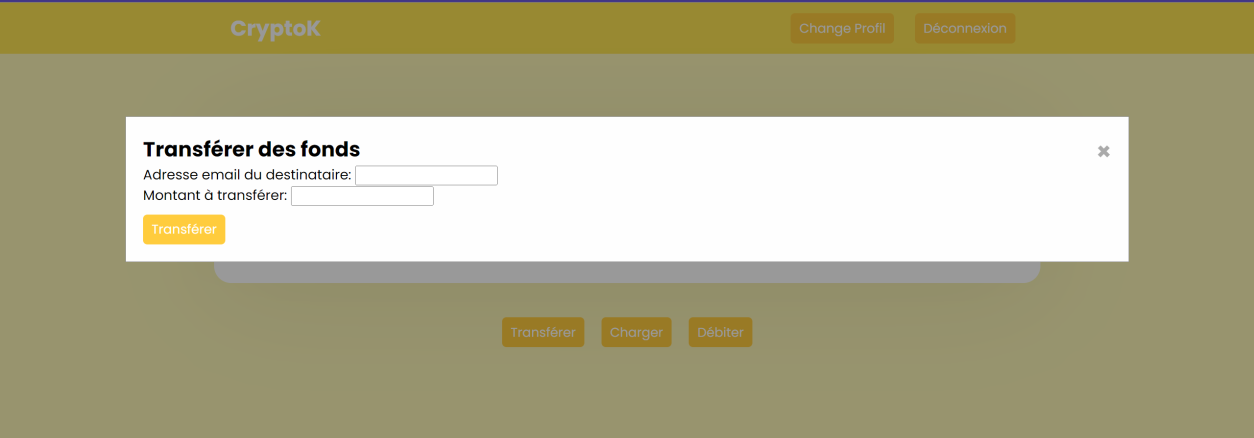 CryptoK
Change Profil
Déconnexion
Transférer des fonds
✖
Adresse email du destinataire:
Montant à transférer:
Transférer
Transférer
Charger
Débiter